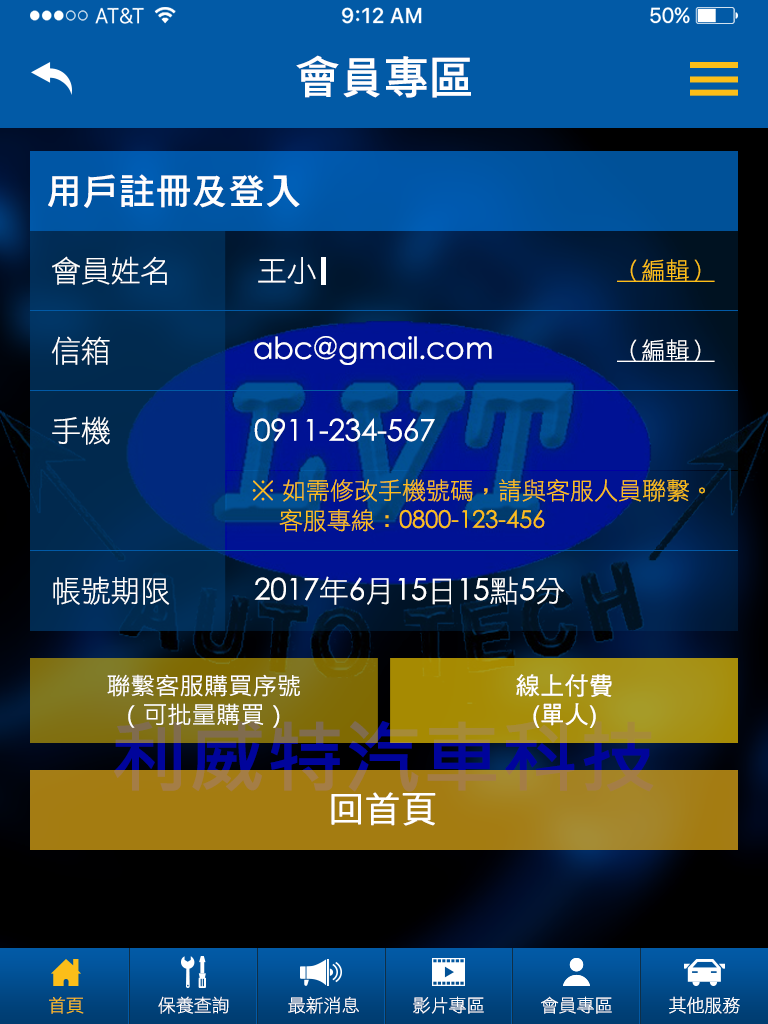 AT&T 9:12 AM 50%
會員專區
用戶註冊及登入
會員姓名 王小 （編輯）
信箱 abc@gmail.com （編輯）
手機 0911-234-567
※ 如需修改手機號碼，請與客服人員聯繫。
客服專線：0800-123-456
帳號期限 2017年6月15日15點5分
I.VT
AUTO TECH
聯繫客服購買序號
( 可批量購買 )
線上付費
(單人)
利威特汽車科技
回首頁
首頁 保養查詢 最新消息 影片專區 會員專區 其他服務